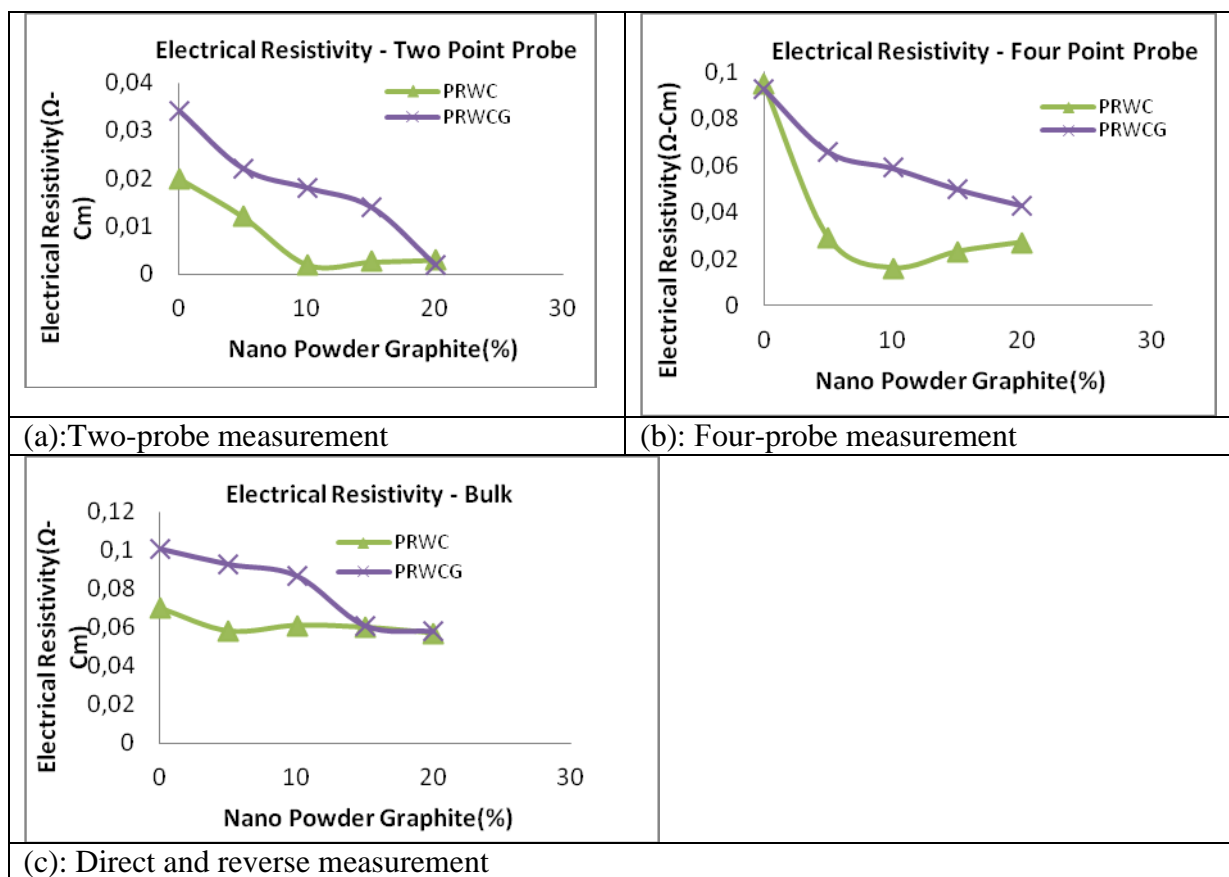 Electrical Resistivity - Two Point Probe
Electrical Resistivity(Ω-
Cm)
0,04
0,03
0,02
0,01
0
PRWC
PRWCG
0 10 20 30
Nano Powder Graphite(%)
(a):Two-probe measurement
Electrical Resistivity - Four Point Probe
Electrical Resistivity(Ω-Cm)
0,1
0,08
0,06
0,04
0,02
0
PRWC
PRWCG
0 10 20 30
Nano Powder Graphite(%)
(b): Four-probe measurement
Electrical Resistivity - Bulk
Electrical Resistivity(Ω-
Cm)
0,12
0,1
0,08
0,06
0,04
0,02
0
PRWC
PRWCG
0 10 20 30
Nano Powder Graphite(%)
(c): Direct and reverse measurement